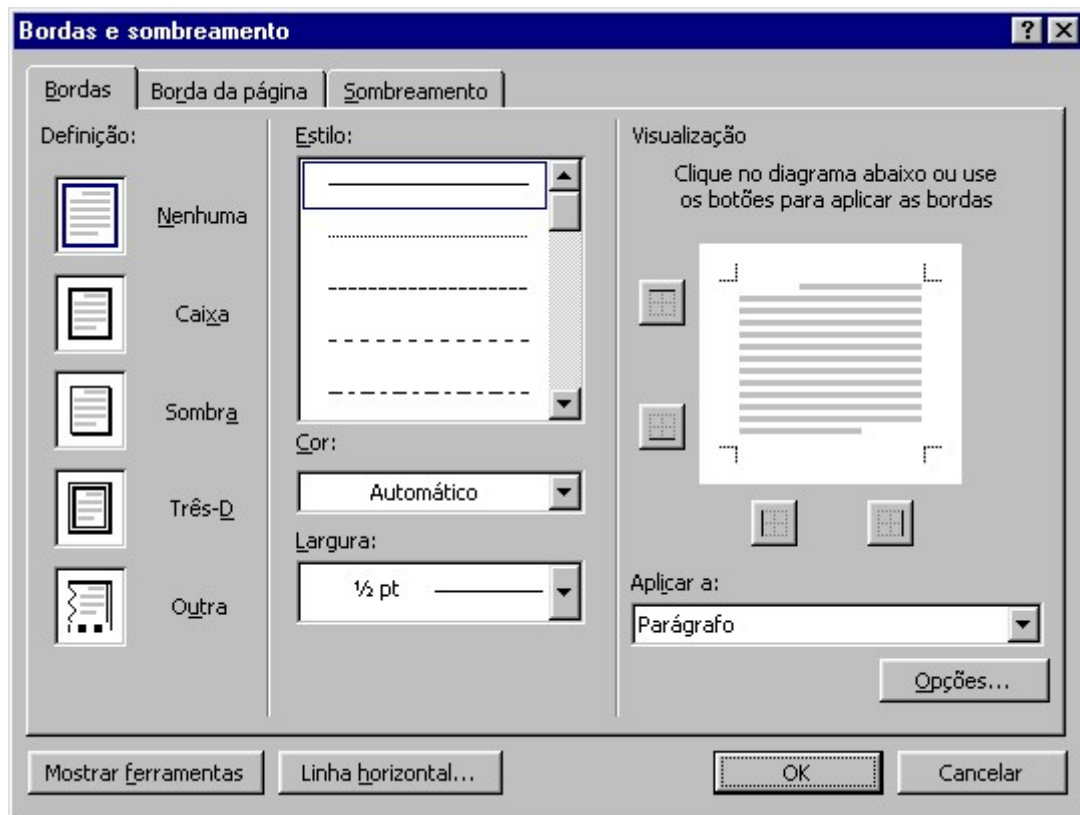 Bordas e sombreamento
Bordas
Borda da página
Sombreamento
Definição:
Nenhuma
Caixa
Sombra
Três-D
Outra
Estilo:
Cor:
Automático
Largura:
½ pt
Visualização
Clique no diagrama abaixo ou use
os botões para aplicar as bordas
Aplicar a:
Parágrafo
Opções...
Mostrar ferramentas
Linha horizontal...
OK
Cancelar